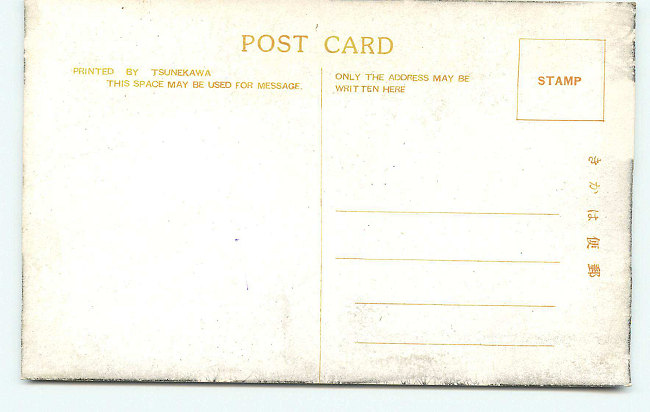 POST CARD
PRINTED BY TSUNEKAWA
THIS SPACE MAY BE USED FOR MESSAGE.
ONLY THE ADDRESS MAY BE
WRITTEN HERE
STAMP
郵便はかき